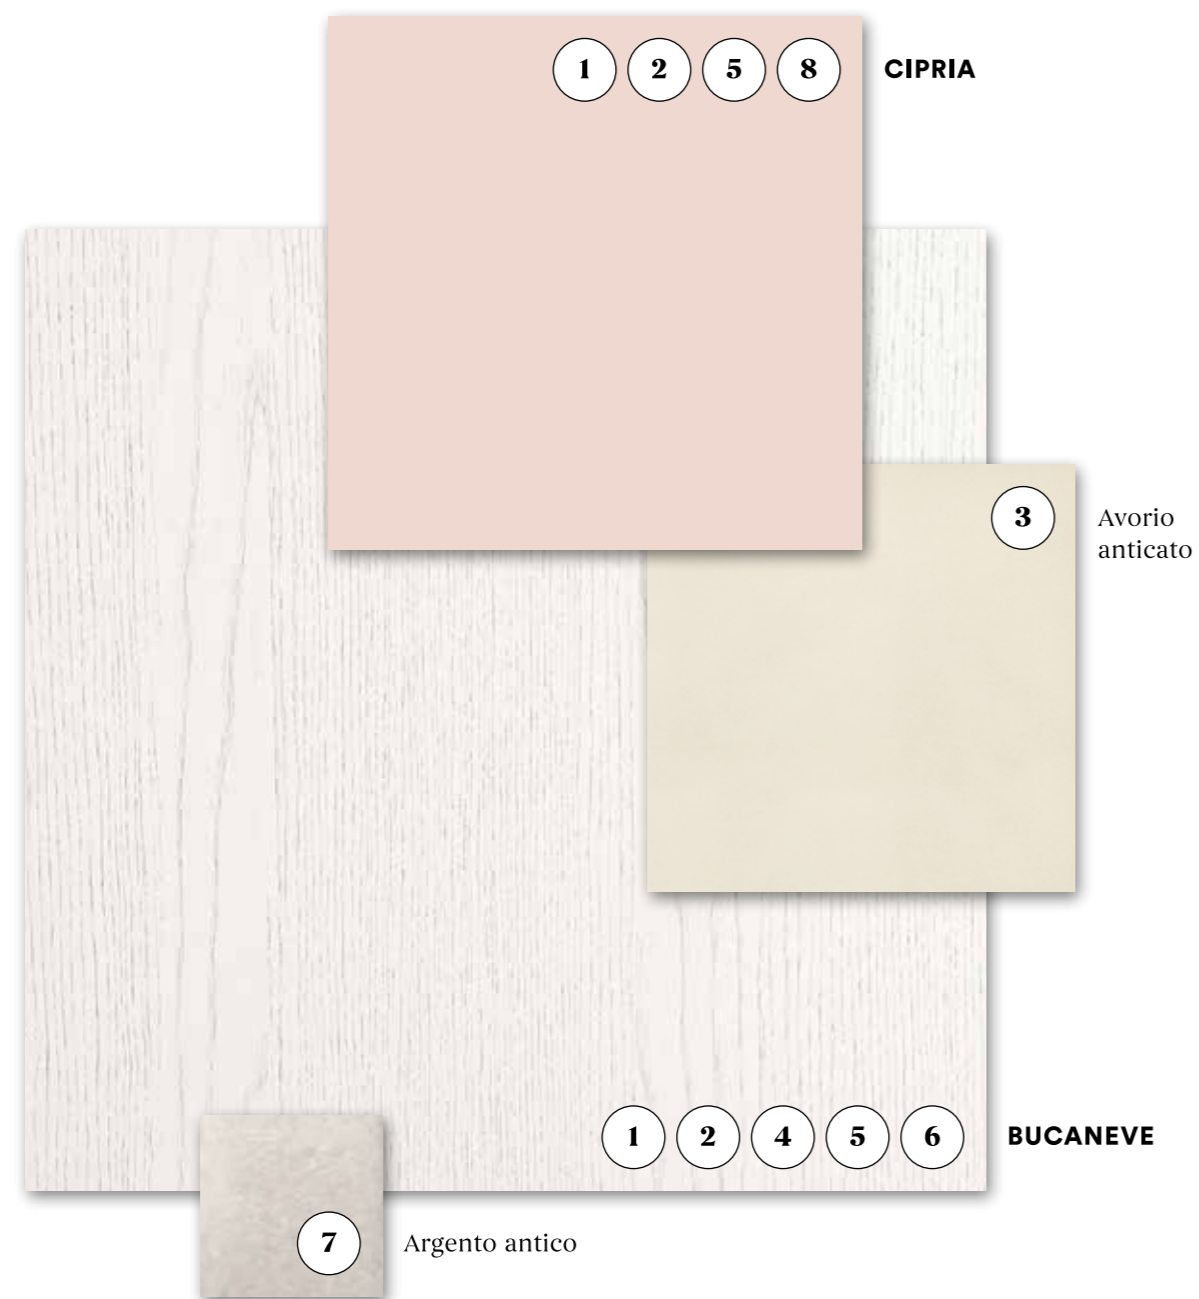 1 2 5 8 CIPRIA
3 Avorio
anticato
1 2 4 5 6 BUCANEVE
7 Argento antico